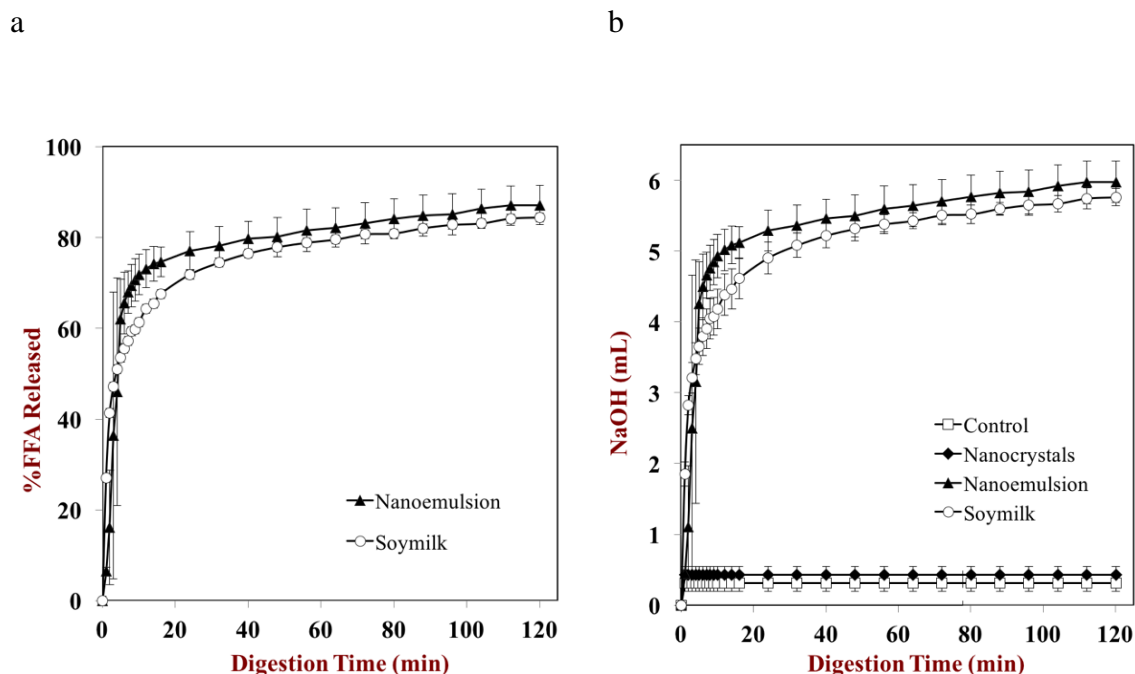 a
b
100
80
60
40
20
0
%FFA Released
Nanoemulsion
Soymilk
0 20 40 60 80 100 120
Digestion Time (min)
6
5
4
3
2
1
0
NaOH (mL)
Control
Nanocrystals
Nanoemulsion
Soymilk
0 20 40 60 80 100 120
Digestion Time (min)